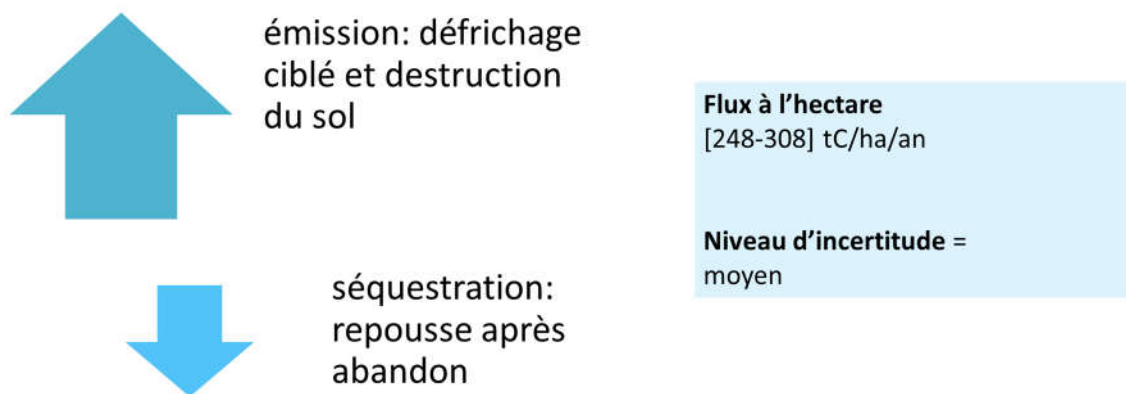 émission: défrichage
ciblé et destruction
du sol
Flux à l’hectare
[248-308] tC/ha/an
Niveau d’incertitude =
moyen
séquestration:
repousse après
abandon